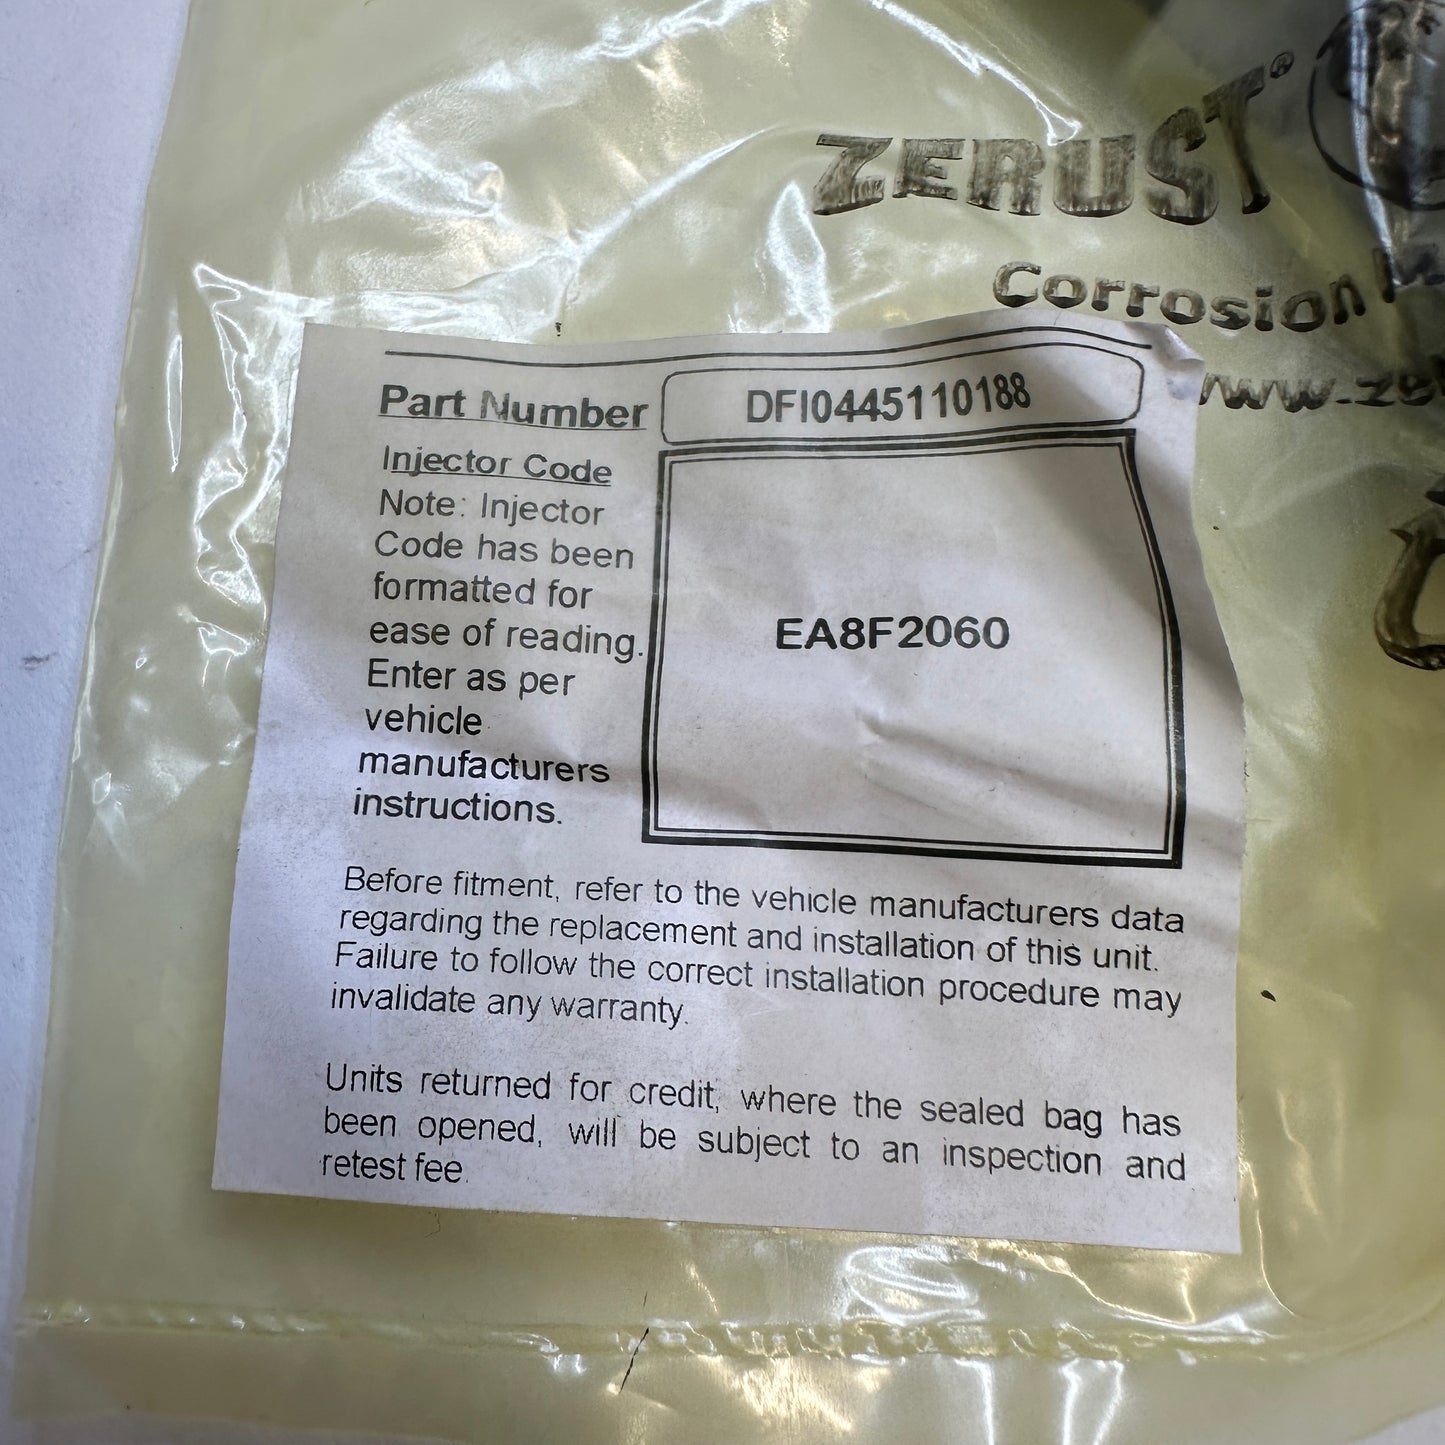 ZERUST®
Corrosion
Part Number DFI0445110188
Injector Code
Note: Injector
Code has been
formatted for
ease of reading.
Enter as per
vehicle
manufacturers
instructions.
EA8F2060
Before fitment, refer to the vehicle manufacturers data
regarding the replacement and installation of this unit.
Failure to follow the correct installation procedure may
invalidate any warranty.
Units returned for credit, where the sealed bag has
been opened, will be subject to an inspection and
retest fee.